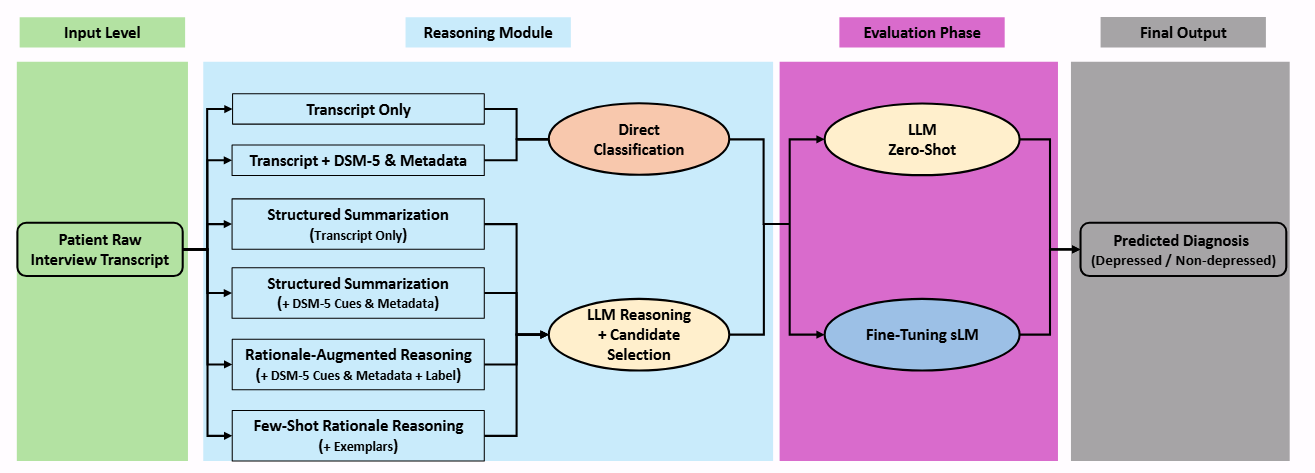 Input Level
Reasoning Module
Evaluation Phase
Final Output
Patient Raw
Interview Transcript
Transcript Only
Transcript + DSM-5 & Metadata
Structured Summarization
(Transcript Only)
Structured Summarization
(+ DSM-5 Cues & Metadata)
Rationale-Augmented Reasoning
(+ DSM-5 Cues & Metadata + Label)
Few-Shot Rationale Reasoning
(+ Exemplars)
Direct
Classification
LLM Reasoning
+ Candidate
Selection
LLM
Zero-Shot
Fine-Tuning sLM
Predicted Diagnosis
(Depressed / Non-depressed)